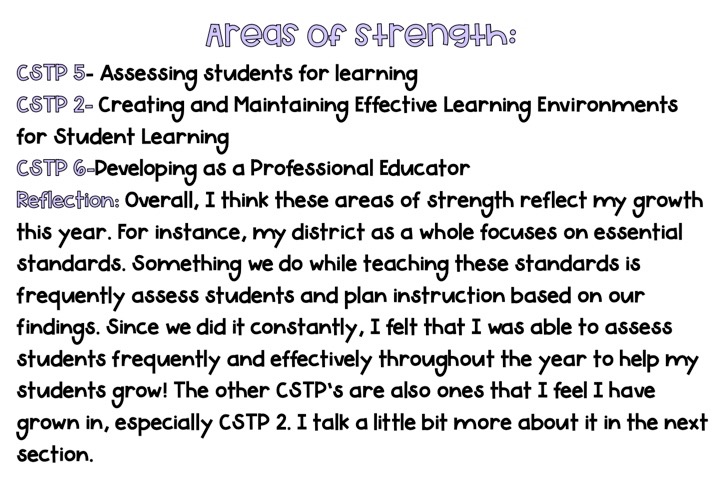 Areas of Strength:
CSTP 5- Assessing students for learning
CSTP 2- Creating and Maintaining Effective Learning Environments
for Student Learning
CSTP 6-Developing as a Professional Educator
Reflection: Overall, I think these areas of strength reflect my growth
this year. For instance, my district as a whole focuses on essential
standards. Something we do while teaching these standards is
frequently assess students and plan instruction based on our
findings. Since we did it constantly, I felt that I was able to assess
students frequently and effectively throughout the year to help my
students grow! The other CSTP's are also ones that I feel I have
grown in, especially CSTP 2. I talk a little bit more about it in the next
section.